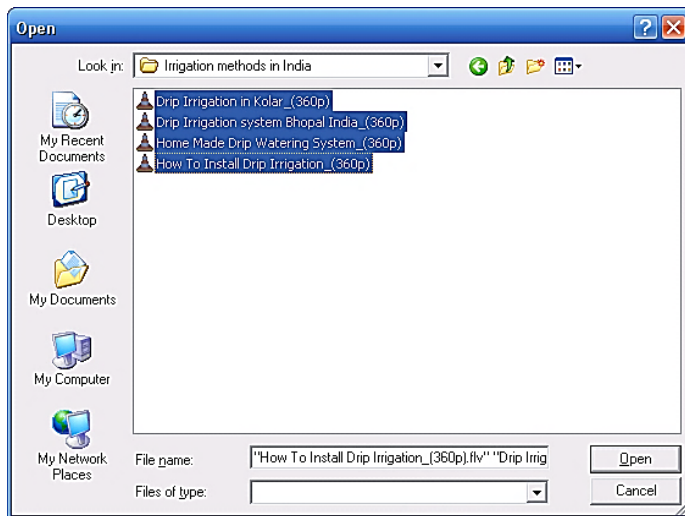 Open
Look in: Irrigation methods in India
My Recent
Documents
Desktop
My Documents
My Computer
My Network
Places
Drip Irrigation in Kolar_(360p)
Drip Irrigation system Bhopal India_(360p)
Home Made Drip Watering System_(360p)
How To Install Drip Irrigation_(360p)
File name: "How To Install Drip Irrigation_(360p).flv" "Drip Irrig
Open
Files of type:
Cancel